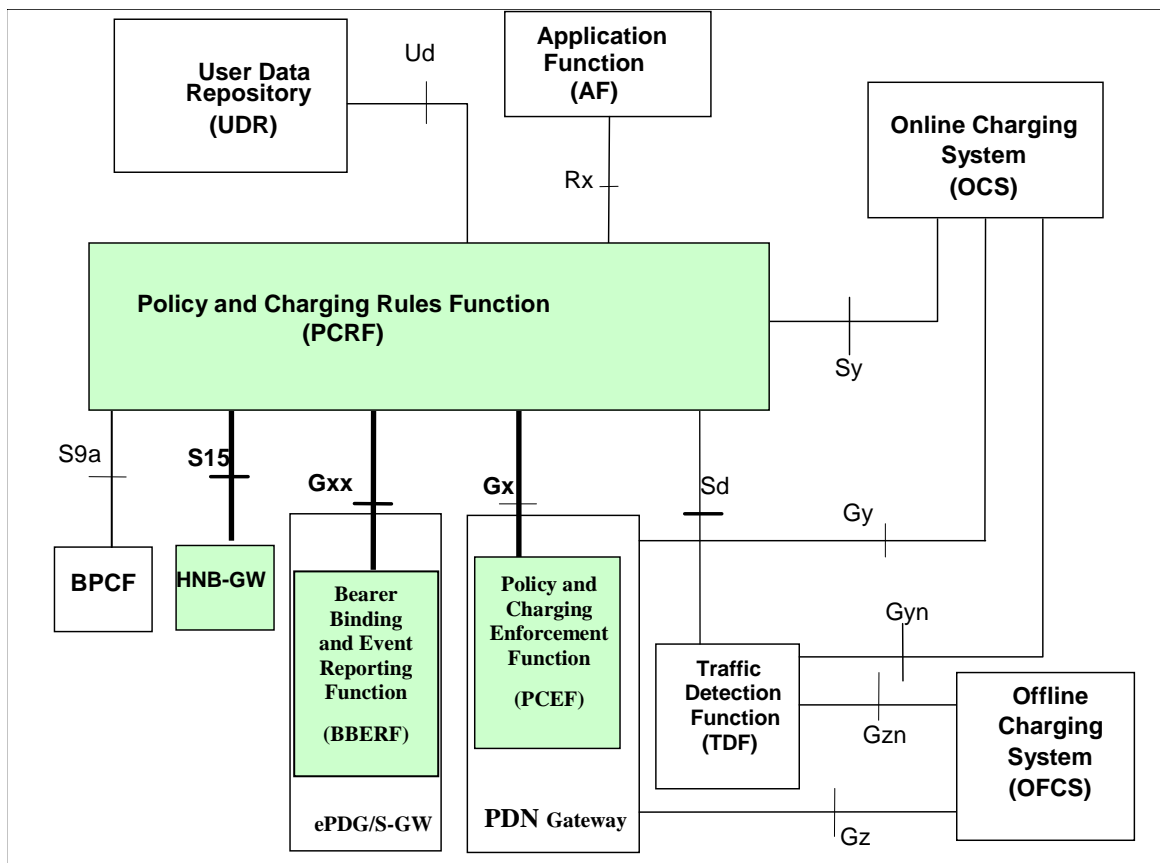 User Data
Repository
(UDR)
Ud
Application
Function
(AF)
Rx
Online Charging
System
(OCS)
Policy and Charging Rules Function
(PCRF)
Sy
S9a
S15
Gxx
Gx
Sd
Gy
BPCF
HNB-GW
Bearer
Binding
and Event
Reporting
Function
(BBERF)
ePDG/S-GW
Policy and
Charging
Enforcement
Function
(PCEF)
PDN Gateway
Traffic
Detection
Function
(TDF)
Gyn
Gzn
Gz
Offline
Charging
System
(OFCS)